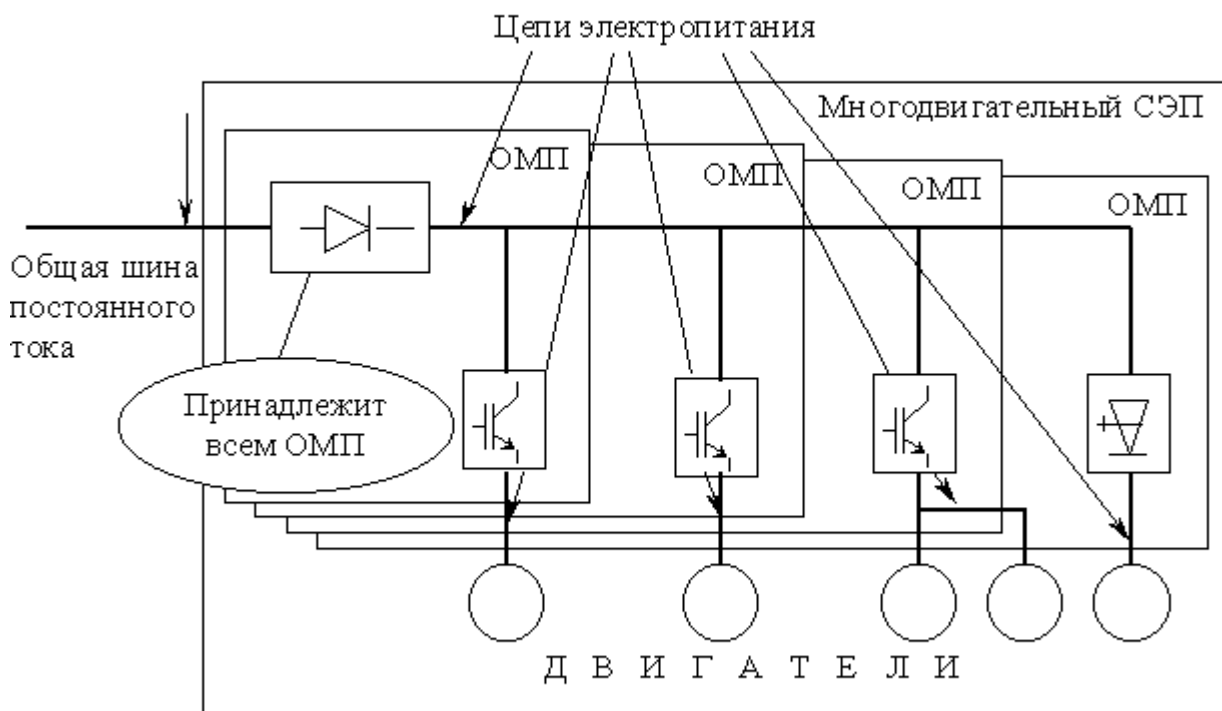 Цепи электропитания
Многодвигательный СЭП
ОМП
ОМП
ОМП
ОМП
Общая шина
постоянного
тока
Принадлежит
всем ОМП
Д В И Г А Т Е Л И